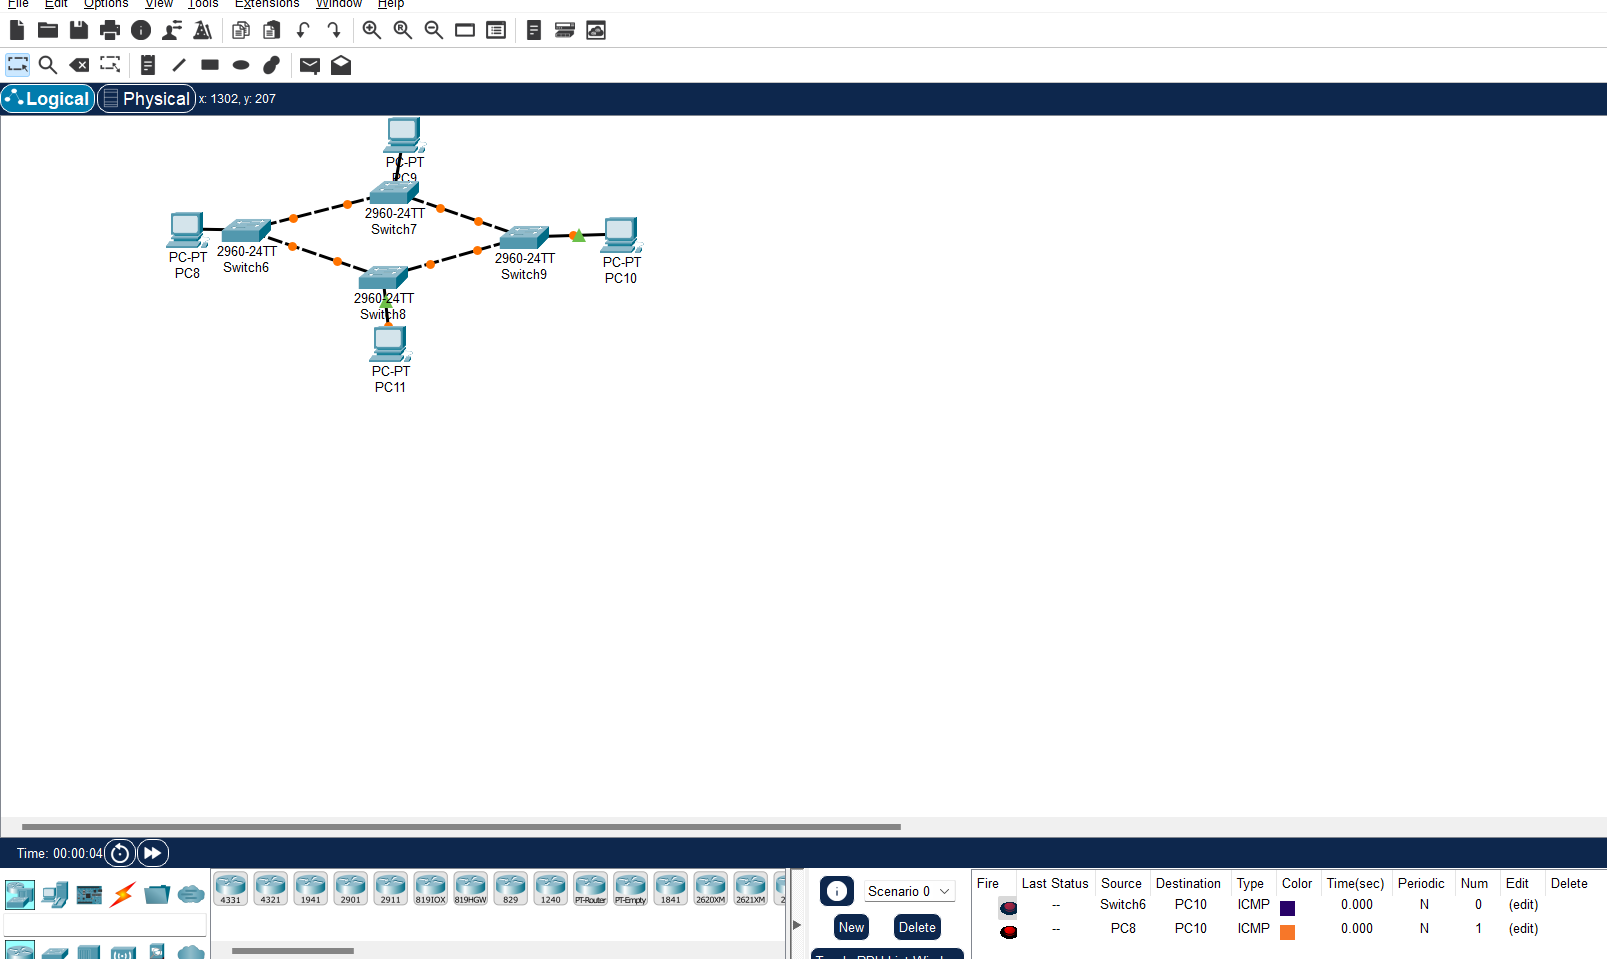 File Edit Options View Tools Extensions Window Help
Logical Physical x: 1302, y: 207
PC-PT
PC9
2960-24TT
Switch7
PC-PT
PC8
2960-24TT
Switch6
2960-24TT
Switch9
PC-PT
PC10
2960-24TT
Switch8
PC-PT
PC11
Time: 00:00:04
4331 4321 1941 2901 2911 819IOX 819HGW 829 1240 PT-Router PT-Empty 1841 2620XM 2621XM 2
Scenario 0
New Delete
Fire Last Status Source Destination Type Color Time(sec) Periodic Num Edit Delete
-- Switch6 PC10 ICMP 0.000 N 0 (edit)
-- PC8 PC10 ICMP 0.000 N 1 (edit)